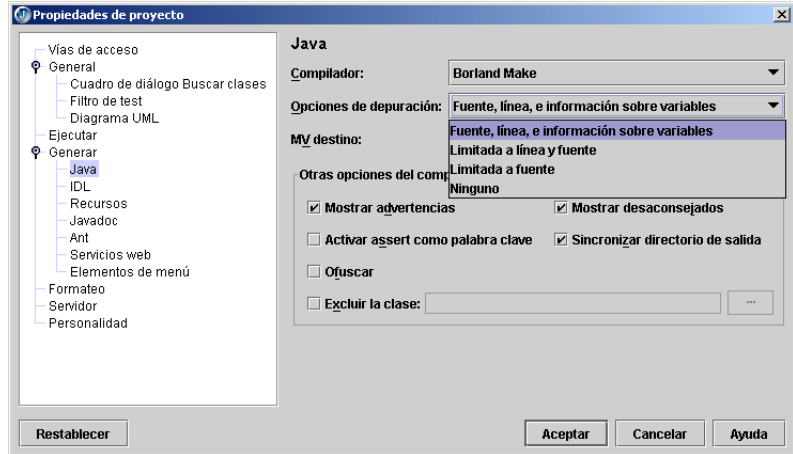 Propiedades de proyecto
Vías de acceso
General
Cuadro de diálogo Buscar clases
Filtro de test
Diagrama UML
Ejecutar
Generar
Java
IDL
Recursos
Javadoc
Ant
Servicios web
Elementos de menú
Formateo
Servidor
Personalidad
Java
Compilador: Borland Make
Opciones de depuración: Fuente, línea, e información sobre variables
MV destino:
Fuente, línea, e información sobre variables
Limitada a línea y fuente
Limitada a fuente
Ninguno
Otras opciones del
Mostrar advertencias Mostrar desaconsejados
Activar assert como palabra clave Sincronizar directorio de salida
Ofuscar
Excluir la clase: ...
Restablecer Aceptar Cancelar Ayuda